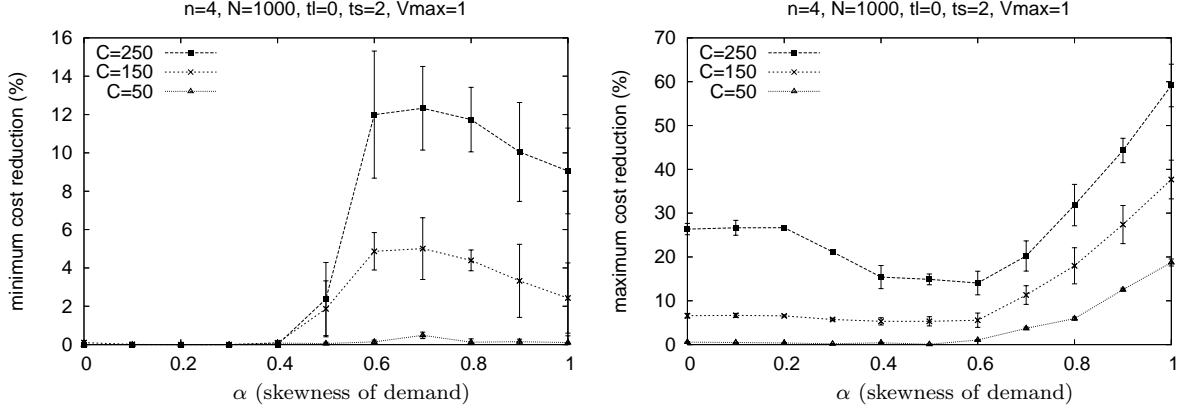 n=4, N=1000, tl=0, ts=2, Vmax=1
minimum cost reduction (%)
16
14
12
10
8
6
4
2
0
C=250
C=150
C=50
0 0.2 0.4 0.6 0.8 1
α (skewness of demand)
n=4, N=1000, tl=0, ts=2, Vmax=1
maximum cost reduction (%)
70
60
50
40
30
20
10
0
C=250
C=150
C=50
0 0.2 0.4 0.6 0.8 1
α (skewness of demand)